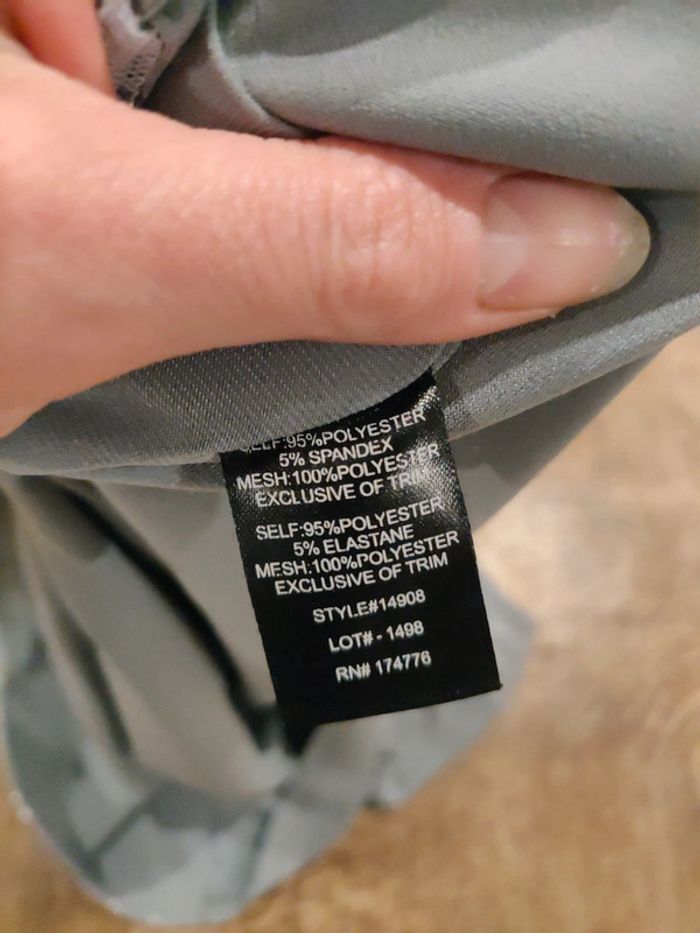 SELF:95%POLYESTER
5% SPANDEX
MESH:100%POLYESTER
EXCLUSIVE OF TRIM
SELF:95%POLYESTER
5% ELASTANE
MESH:100%POLYESTER
EXCLUSIVE OF TRIM
STYLE#14908
LOT# - 1498
RN# 174776